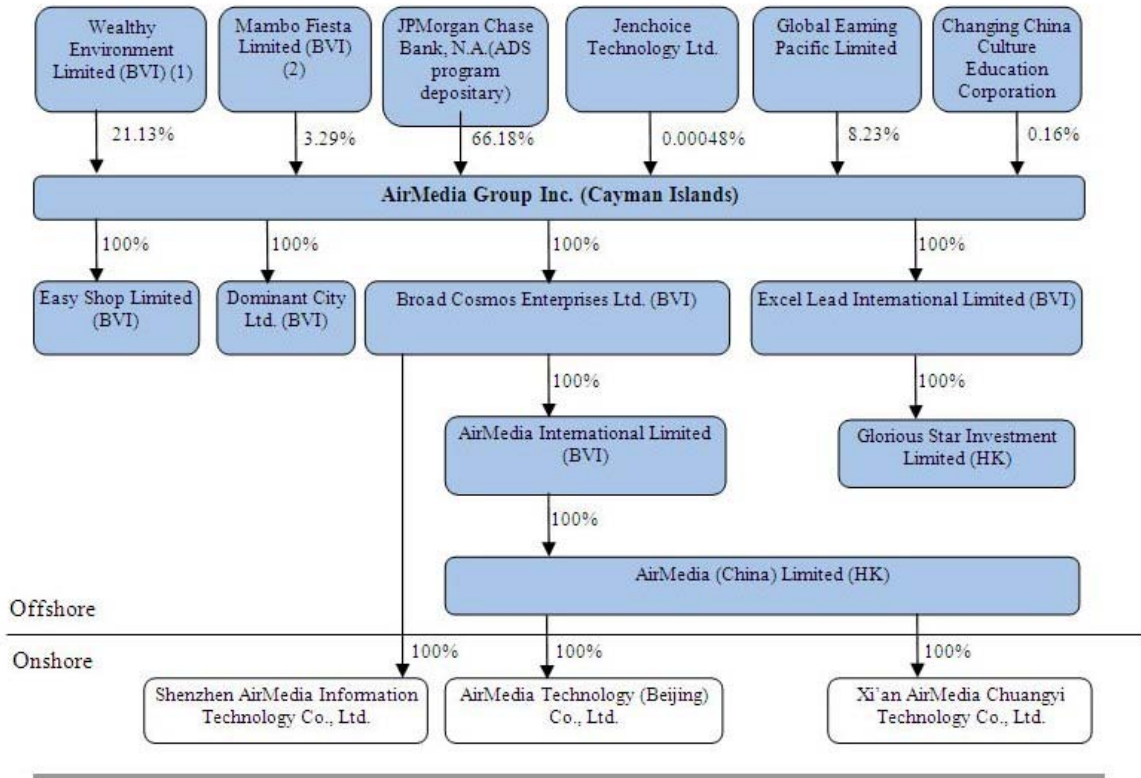 Wealthy
Environment
Limited (BVI) (1)
Mambo Fiesta
Limited (BVI)
(2)
JPMorgan Chase
Bank, N.A.(ADS
program
depositary)
Jenchoice
Technology Ltd.
Global Earning
Pacific Limited
Changing China
Culture
Education
Corporation
21.13%
3.29%
66.18%
0.00048%
8.23%
0.16%
AirMedia Group Inc. (Cayman Islands)
100%
100%
100%
100%
Easy Shop Limited
(BVI)
Dominant City
Ltd. (BVI)
Broad Cosmos Enterprises Ltd. (BVI)
Excel Lead International Limited (BVI)
100%
100%
AirMedia International Limited
(BVI)
Glorious Star Investment
Limited (HK)
100%
AirMedia (China) Limited (HK)
Offshore
Onshore
100%
100%
100%
Shenzhen AirMedia Information
Technology Co., Ltd.
AirMedia Technology (Beijing)
Co., Ltd.
Xi'an AirMedia Chuangyi
Technology Co., Ltd.